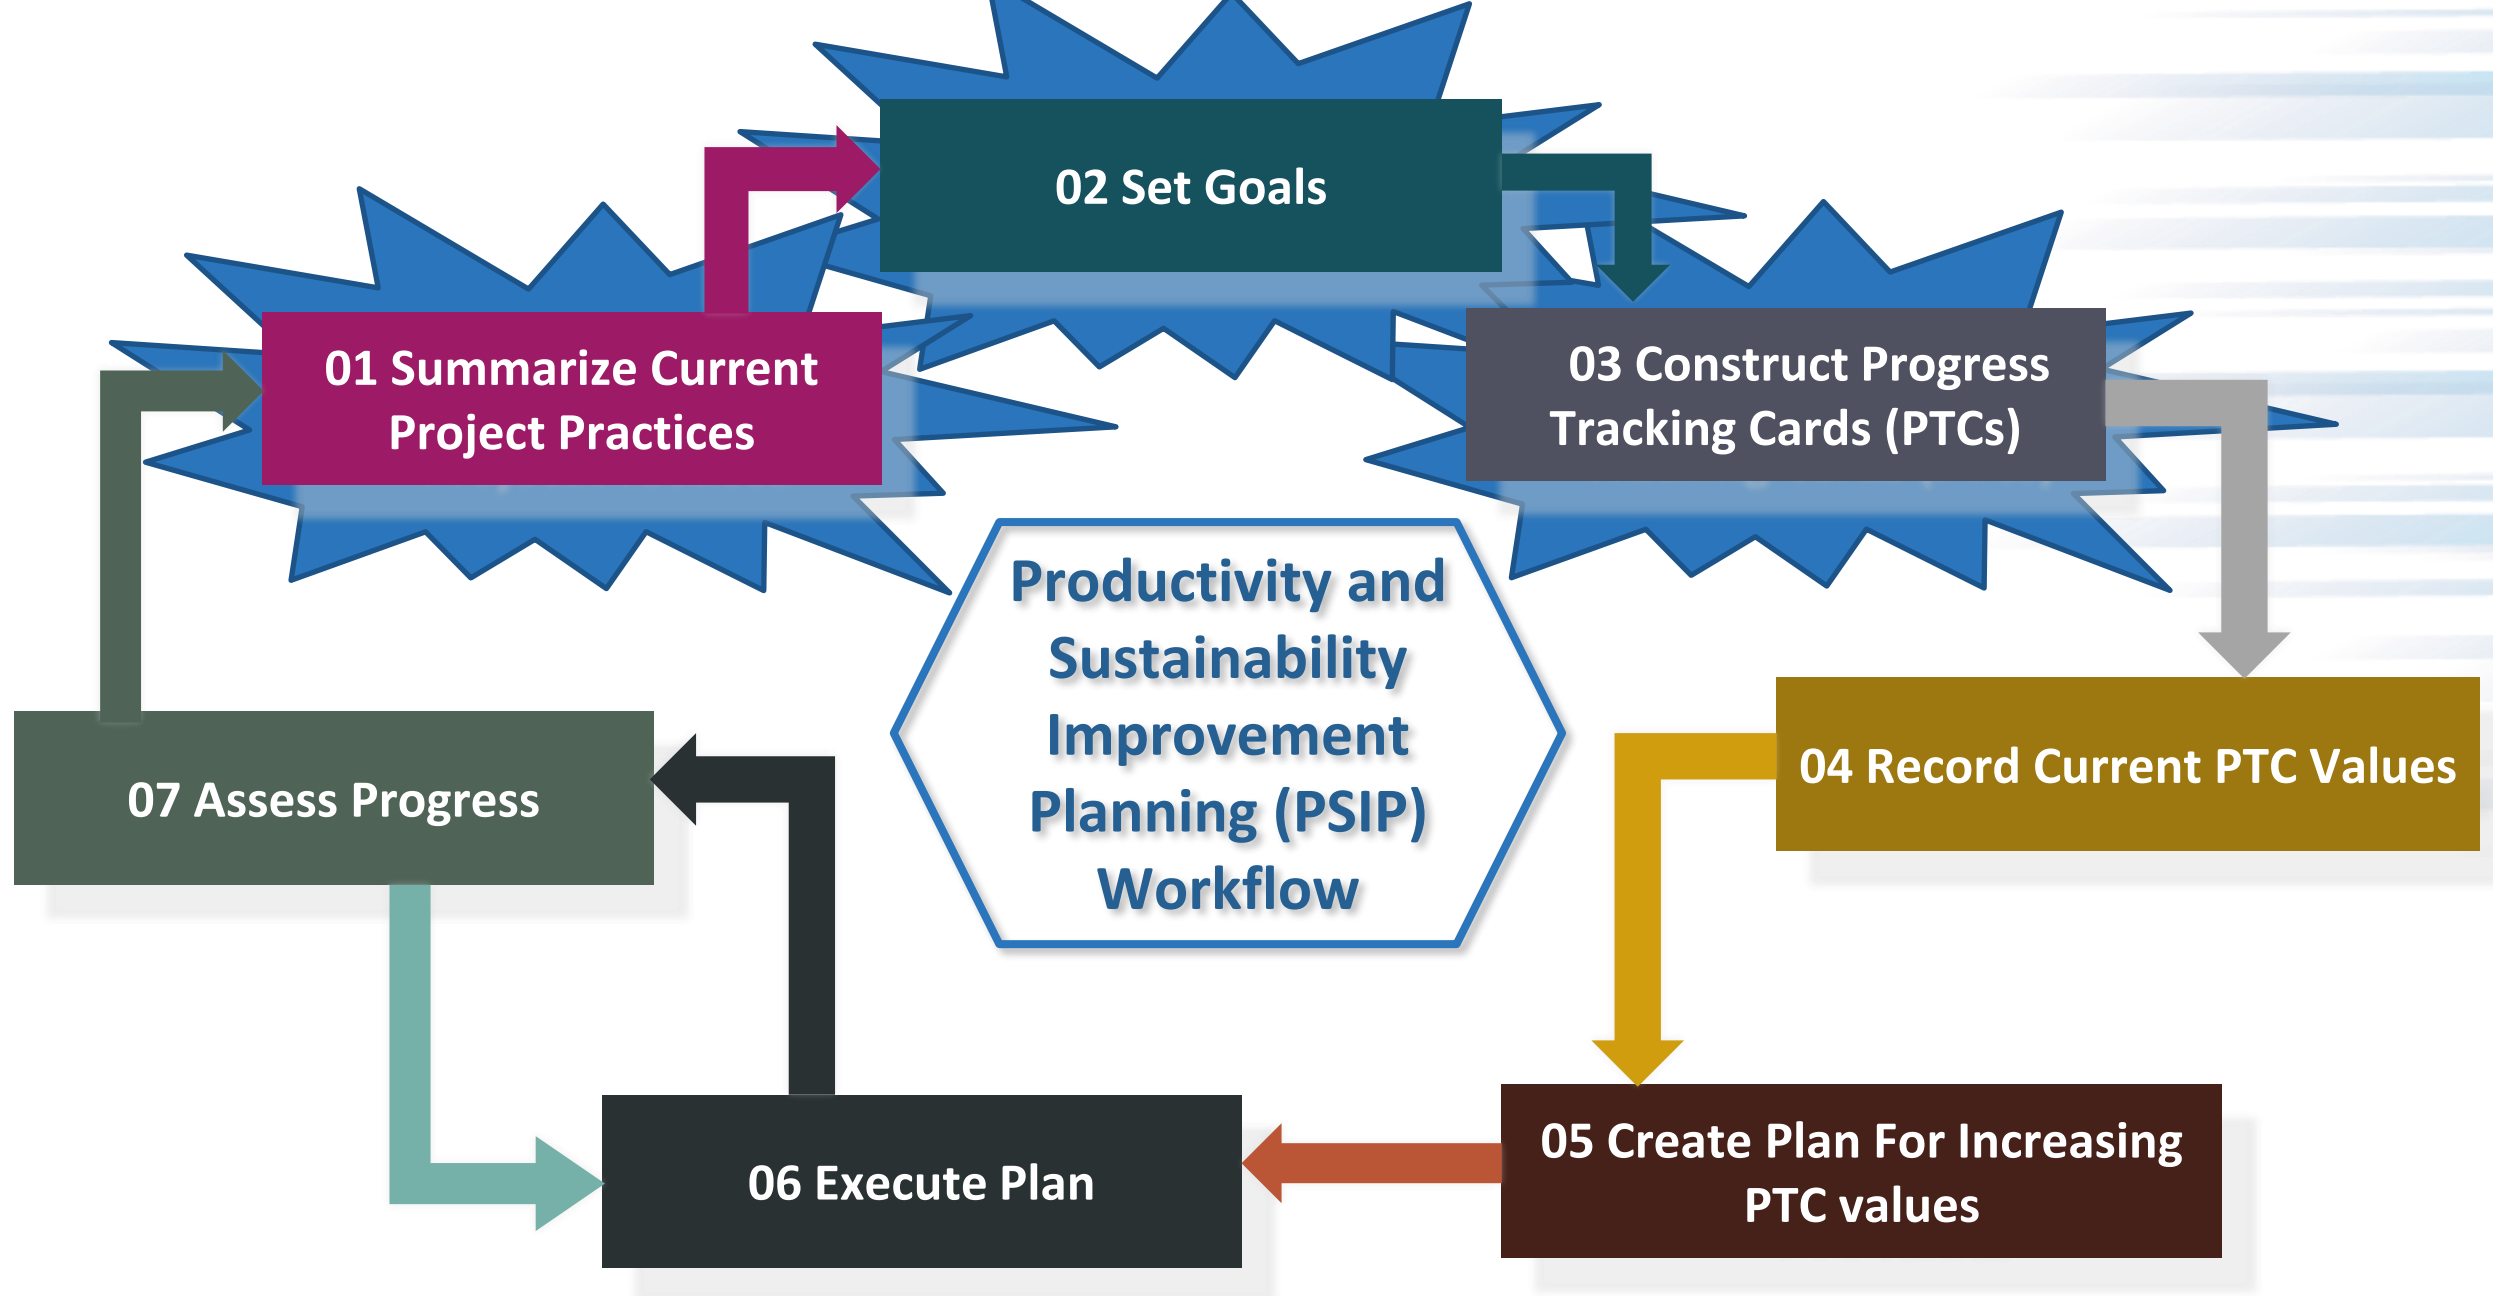 02 Set Goals
01 Summarize Current
Project Practices
03 Construct Progress
Tracking Cards (PTCs)
Productivity and
Sustainability
Improvement
Planning (PSIP)
Workflow
04 Record Current PTC Values
07 Assess Progress
05 Create Plan For Increasing
PTC values
06 Execute Plan